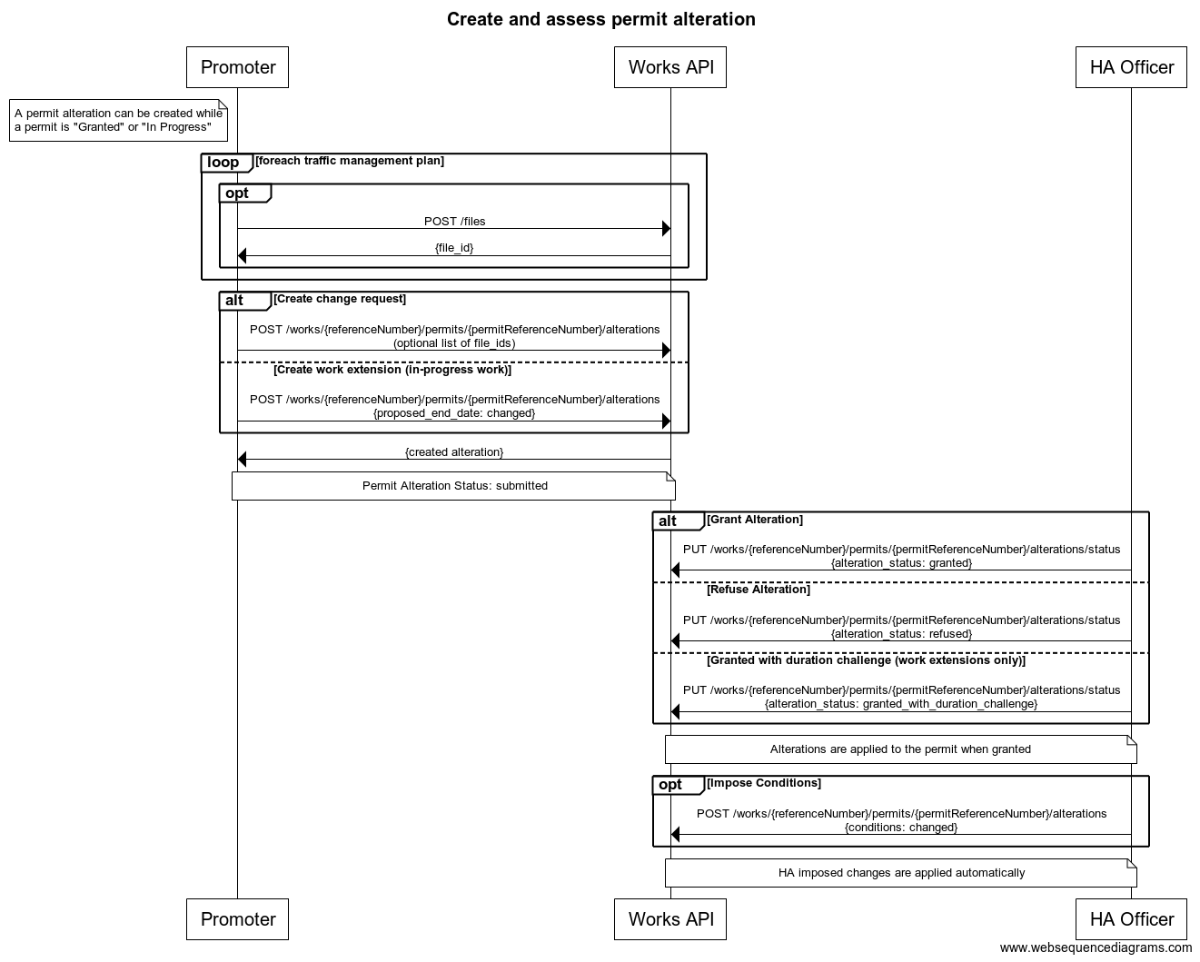 Create and assess permit alteration
Promoter
Works API
HA Officer
A permit alteration can be created while
a permit is "Granted" or "In Progress"
loop
[foreach traffic management plan]
opt
POST /files
{file_id}
alt
[Create change request]
POST /works/{referenceNumber}/permits/{permitReferenceNumber}/alterations
(optional list of file_ids)
[Create work extension (in-progress work)]
POST /works/{referenceNumber}/permits/{permitReferenceNumber}/alterations
{proposed_end_date: changed}
{created alteration}
Permit Alteration Status: submitted
alt
[Grant Alteration]
PUT /works/{referenceNumber}/permits/{permitReferenceNumber}/alterations/status
{alteration_status: granted}
[Refuse Alteration]
PUT /works/{referenceNumber}/permits/{permitReferenceNumber}/alterations/status
{alteration_status: refused}
[Granted with duration challenge (work extensions only)]
PUT /works/{referenceNumber}/permits/{permitReferenceNumber}/alterations/status
{alteration_status: granted_with_duration_challenge}
Alterations are applied to the permit when granted
opt
[Impose Conditions]
POST /works/{referenceNumber}/permits/{permitReferenceNumber}/alterations
{conditions: changed}
HA imposed changes are applied automatically
Promoter
Works API
HA Officer
www.websequencediagrams.com